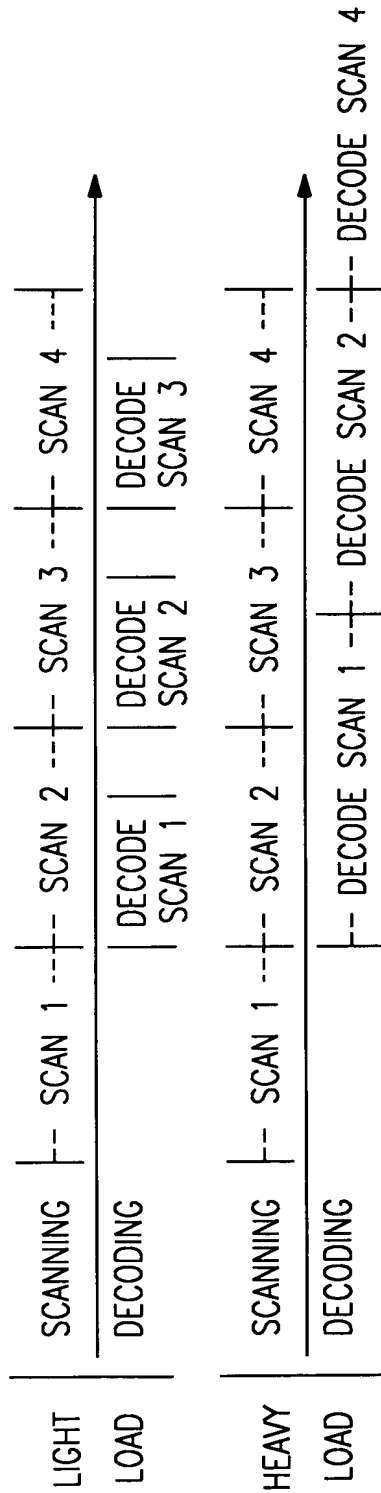 LIGHT
LOAD
SCANNING
SCAN 1
SCAN 2
SCAN 3
SCAN 4
DECODING
DECODE
SCAN 1
DECODE
SCAN 2
DECODE
SCAN 3
HEAVY
LOAD
SCANNING
SCAN 1
SCAN 2
SCAN 3
SCAN 4
DECODING
DECODE SCAN 1
DECODE SCAN 2
DECODE SCAN 4